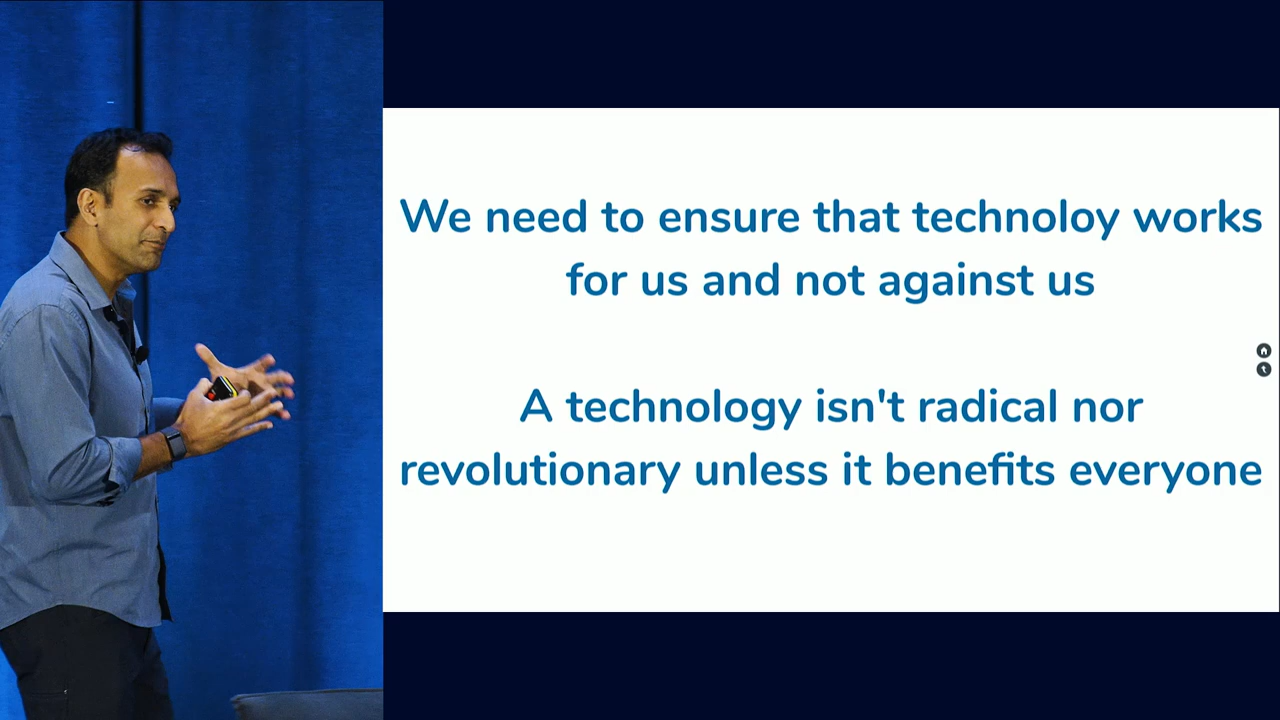 We need to ensure that technoloy works
for us and not against us
A technology isn't radical nor
revolutionary unless it benefits everyone